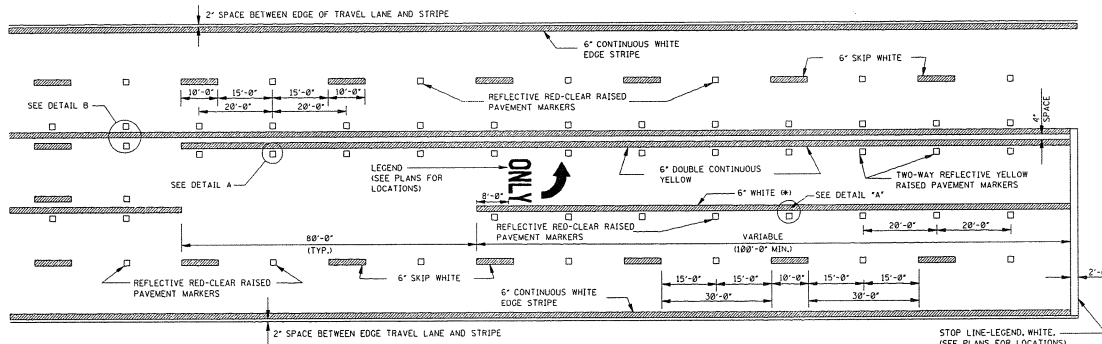 2" SPACE BETWEEN EDGE OF TRAVEL LANE AND STRIPE
6" CONTINUOUS WHITE
EDGE STRIPE
6" SKIP WHITE
10'-0"
15'-0"
15'-0"
10'-0"
REFLECTIVE RED-CLEAR RAISED
PAVEMENT MARKERS
SEE DETAIL B
20'-0"
20'-0"
4"
SPACE
LEGEND
(SEE PLANS FOR
LOCATIONS)
ONLY
6" DOUBLE CONTINUOUS
YELLOW
TWO-WAY REFLECTIVE YELLOW
RAISED PAVEMENT MARKERS
SEE DETAIL A
8'-0"
6" WHITE (*)
SEE DETAIL "A"
REFLECTIVE RED-CLEAR RAISED
PAVEMENT MARKERS
20'-0"
20'-0"
80'-0"
(TYP.)
VARIABLE
(100'-0" MIN.)
REFLECTIVE RED-CLEAR RAISED
PAVEMENT MARKERS
6" SKIP WHITE
15'-0"
15'-0"
10'-0"
15'-0"
15'-0"
30'-0"
30'-0"
2'-
6" CONTINUOUS WHITE
EDGE STRIPE
2" SPACE BETWEEN EDGE TRAVEL LANE AND STRIPE
STOP LINE-LEGEND, WHITE,
(SEE PLANS FOR LOCATIONS)